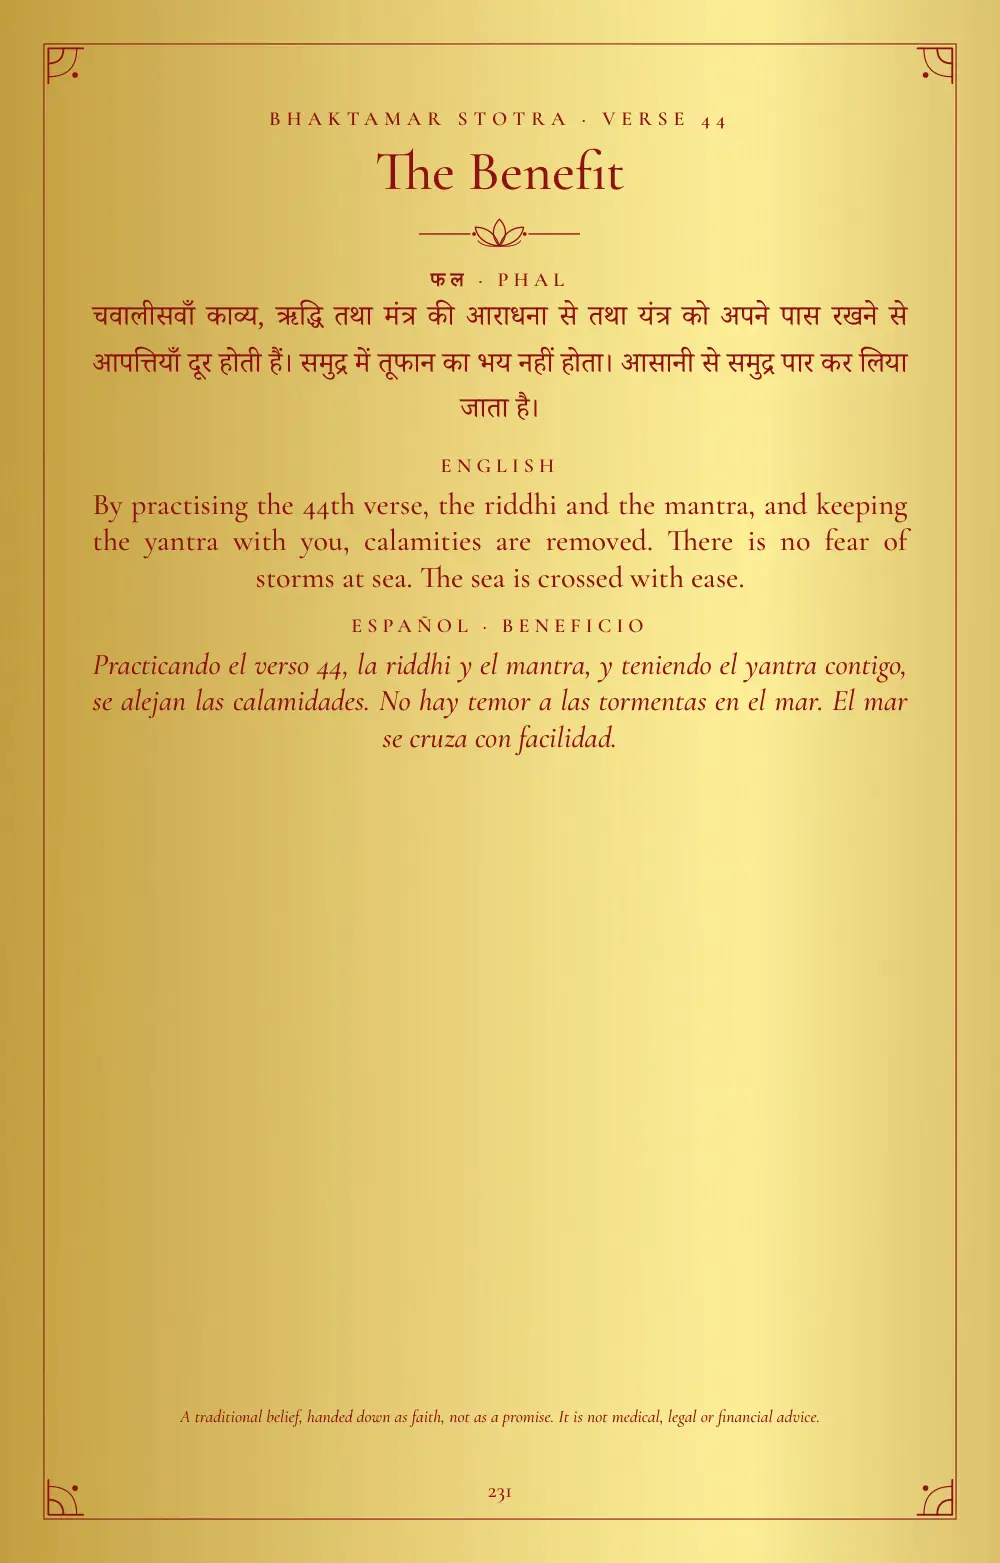 BHAKTAMAR STOTRA · VERSE 44
The Benefit
फल · PHAL
चवालीसवाँ काव्य, ऋद्धि तथा मंत्र की आराधना से तथा यंत्र को अपने पास रखने से
आपत्तियाँ दूर होती हैं। समुद्र में तूफान का भय नहीं होता। आसानी से समुद्र पार कर लिया
जाता है।
ENGLISH
By practising the 44th verse, the riddhi and the mantra, and keeping
the yantra with you, calamities are removed. There is no fear of
storms at sea. The sea is crossed with ease.
ESPAÑOL · BENEFICIO
Practicando el verso 44, la riddhi y el mantra, y teniendo el yantra contigo,
se alejan las calamidades. No hay temor a las tormentas en el mar. El mar
se cruza con facilidad.
A traditional belief, handed down as faith, not as a promise. It is not medical, legal or financial advice.
231